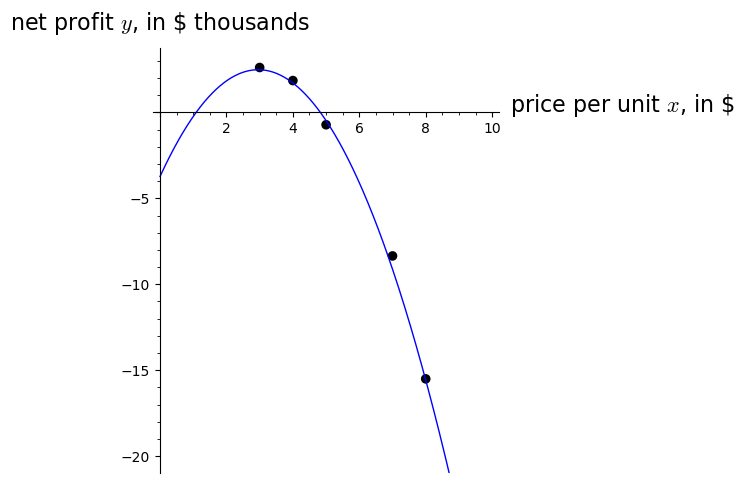 net profit y, in $ thousands
price per unit x, in $
2 4 6 8 10
−5
−10
−15
−20